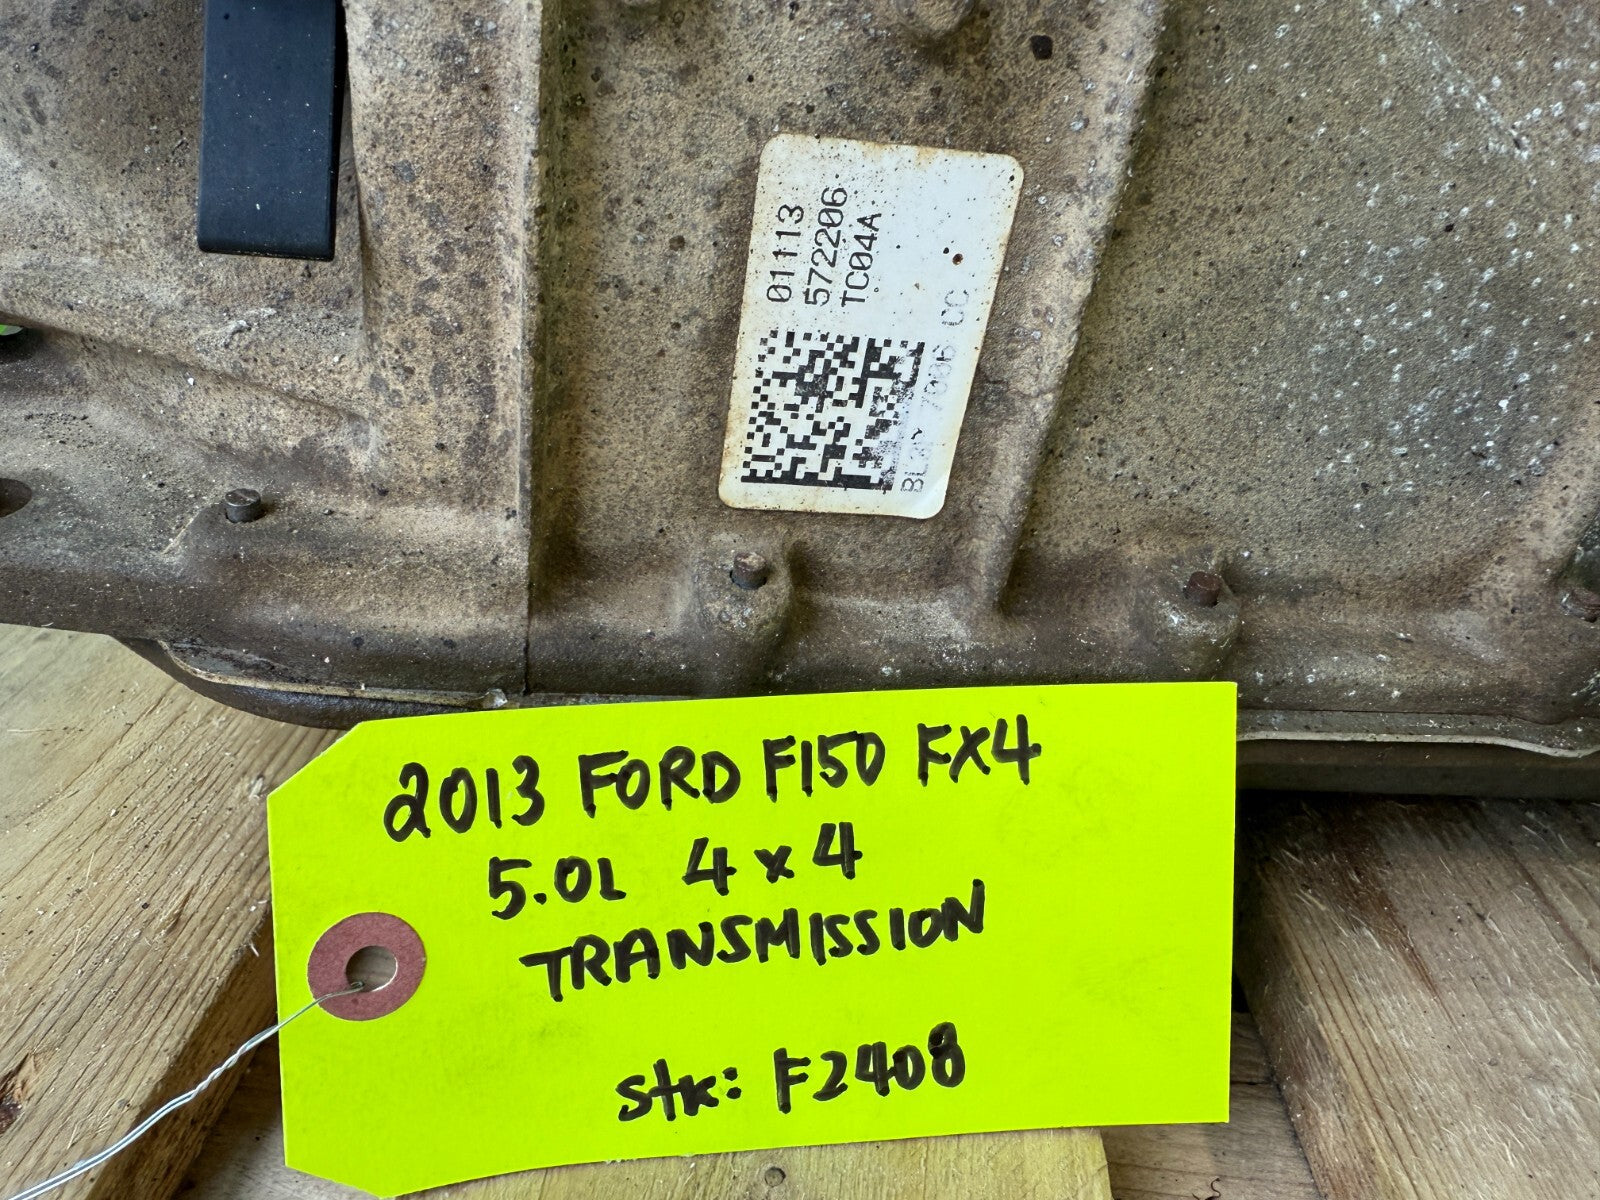 01113
572206
TC04A
2013 FORD F150 FX4
5.0L 4x4
TRANSMISSION
stk: F2408